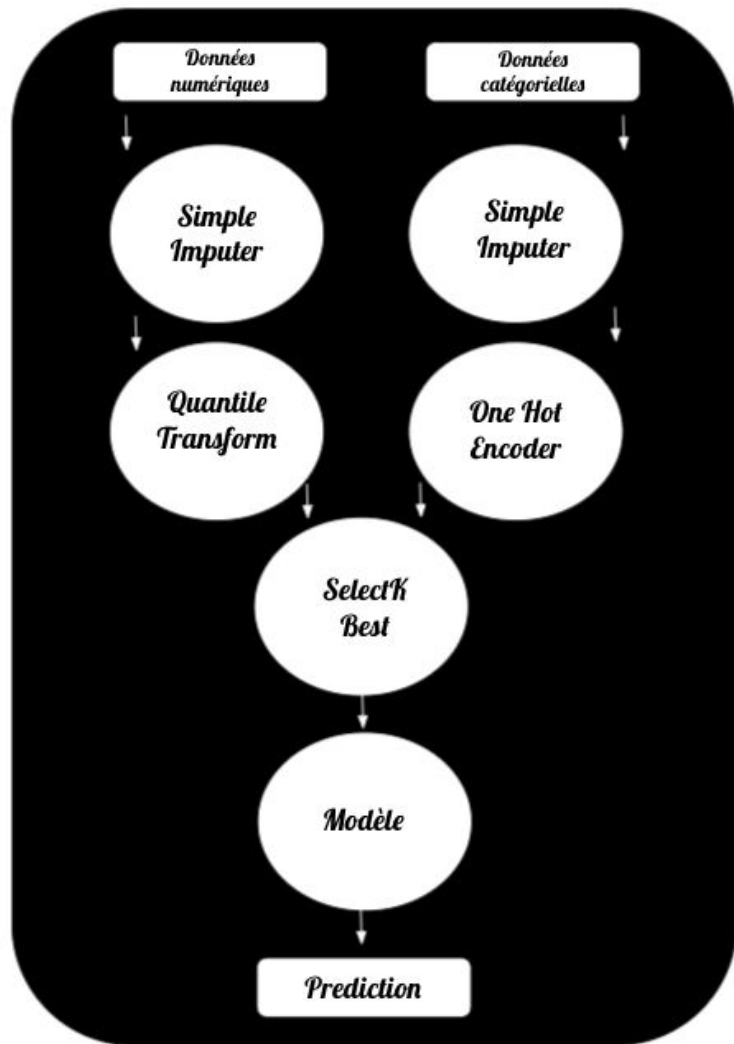 Données
numériques
Données
catégorielles
Simple
Imputer
Simple
Imputer
Quantile
Transform
One Hot
Encoder
SelectK
Best
Modèle
Prediction